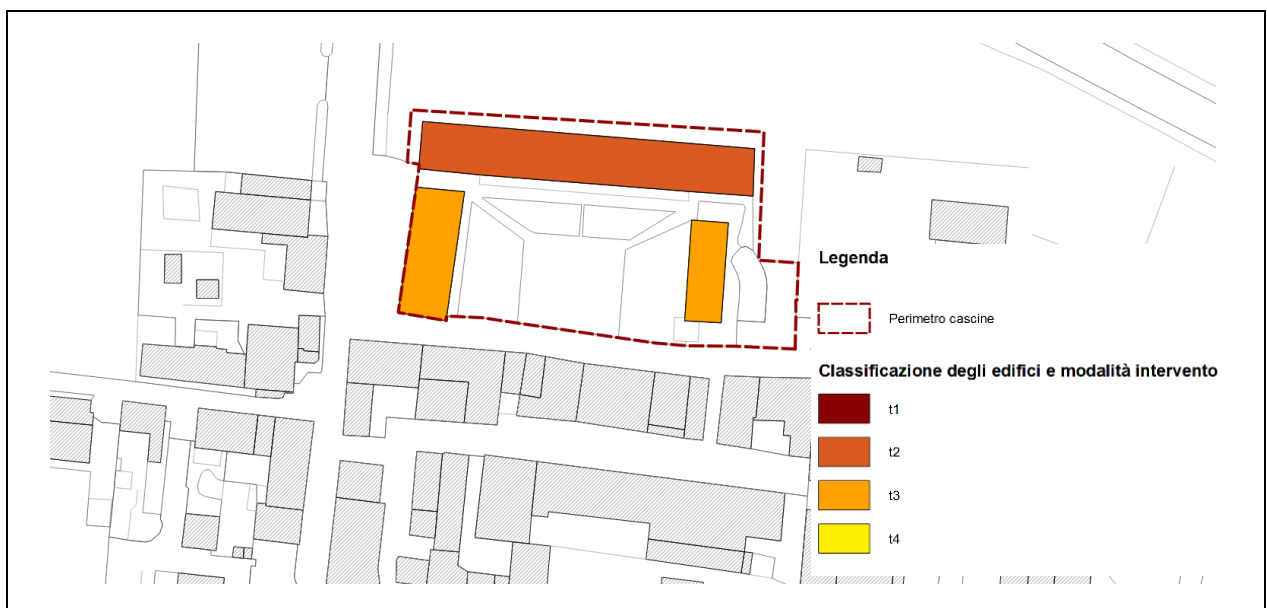 Legenda
Perimetro cascine
Classificazione degli edifici e modalità intervento
t1
t2
t3
t4